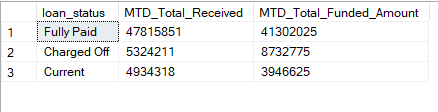 loan_status MTD_Total_Received MTD_Total_Funded_Amount
1 Fully Paid 47815851 41302025
2 Charged Off 5324211 8732775
3 Current 4934318 3946625